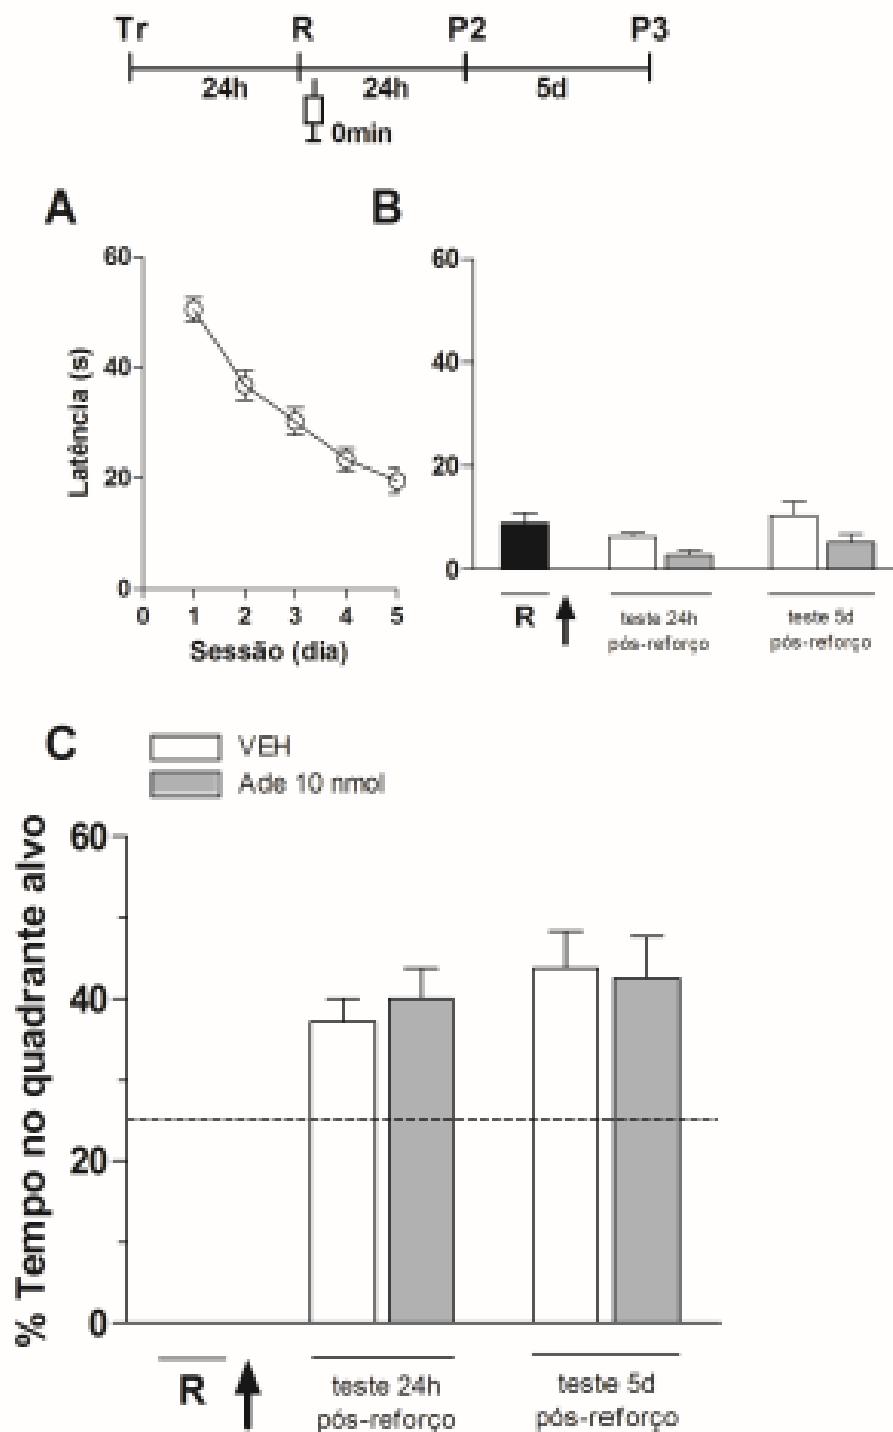 Tr R P2 P3
24h 24h 5d
0min
A
60
40
20
0
Latência (s)
0 1 2 3 4 5
Sessão (dia)
B
60
40
20
0
R
teste 24h
pós-reforço
teste 5d
pós-reforço
C
VEH
Ade 10 nmol
60
40
20
0
% Tempo no quadrante alvo
R
teste 24h
pós-reforço
teste 5d
pós-reforço